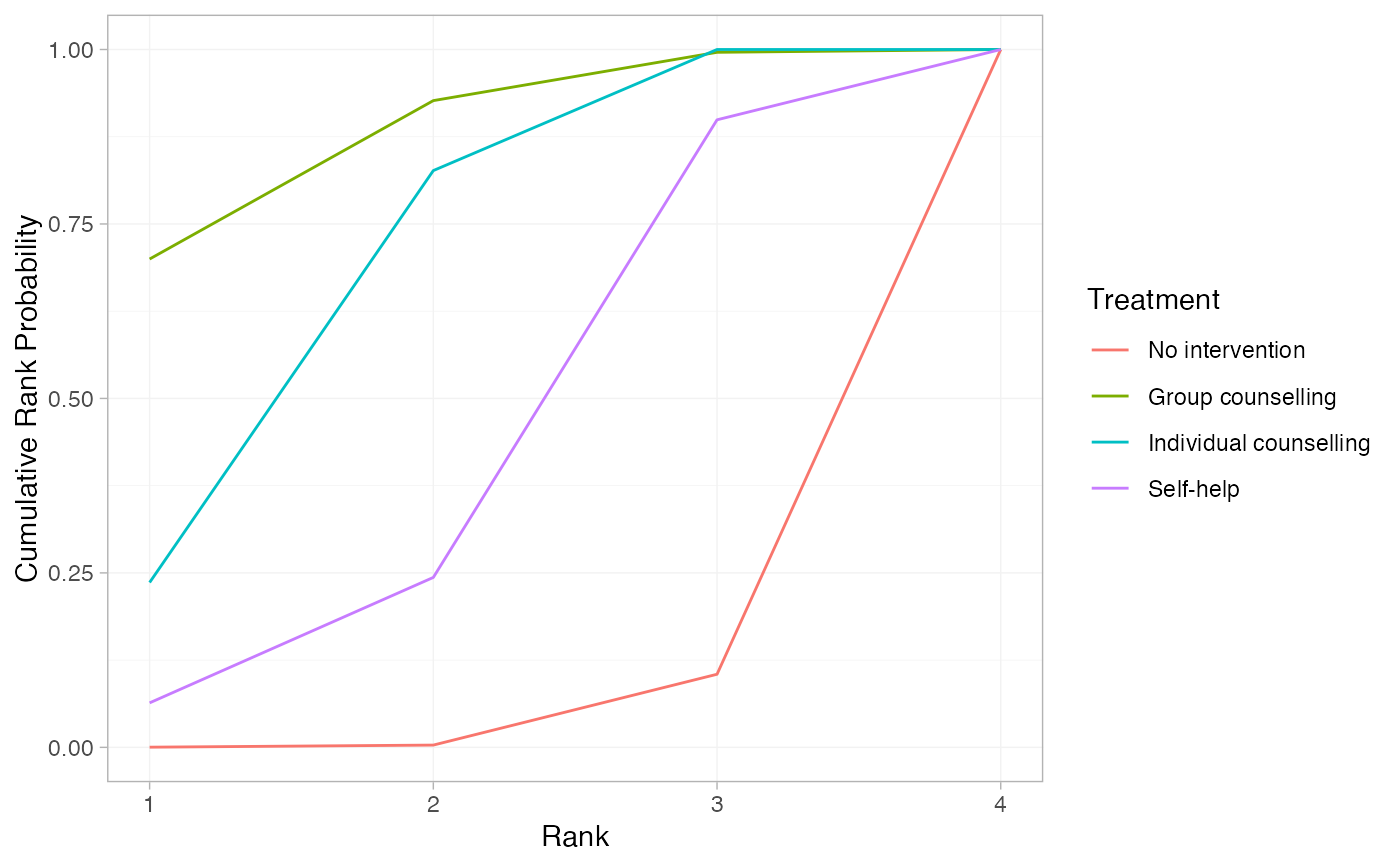 Cumulative Rank Probability
1.00
0.75
0.50
0.25
0.00
1 2 3 4
Rank
Treatment
No intervention
Group counselling
Individual counselling
Self-help